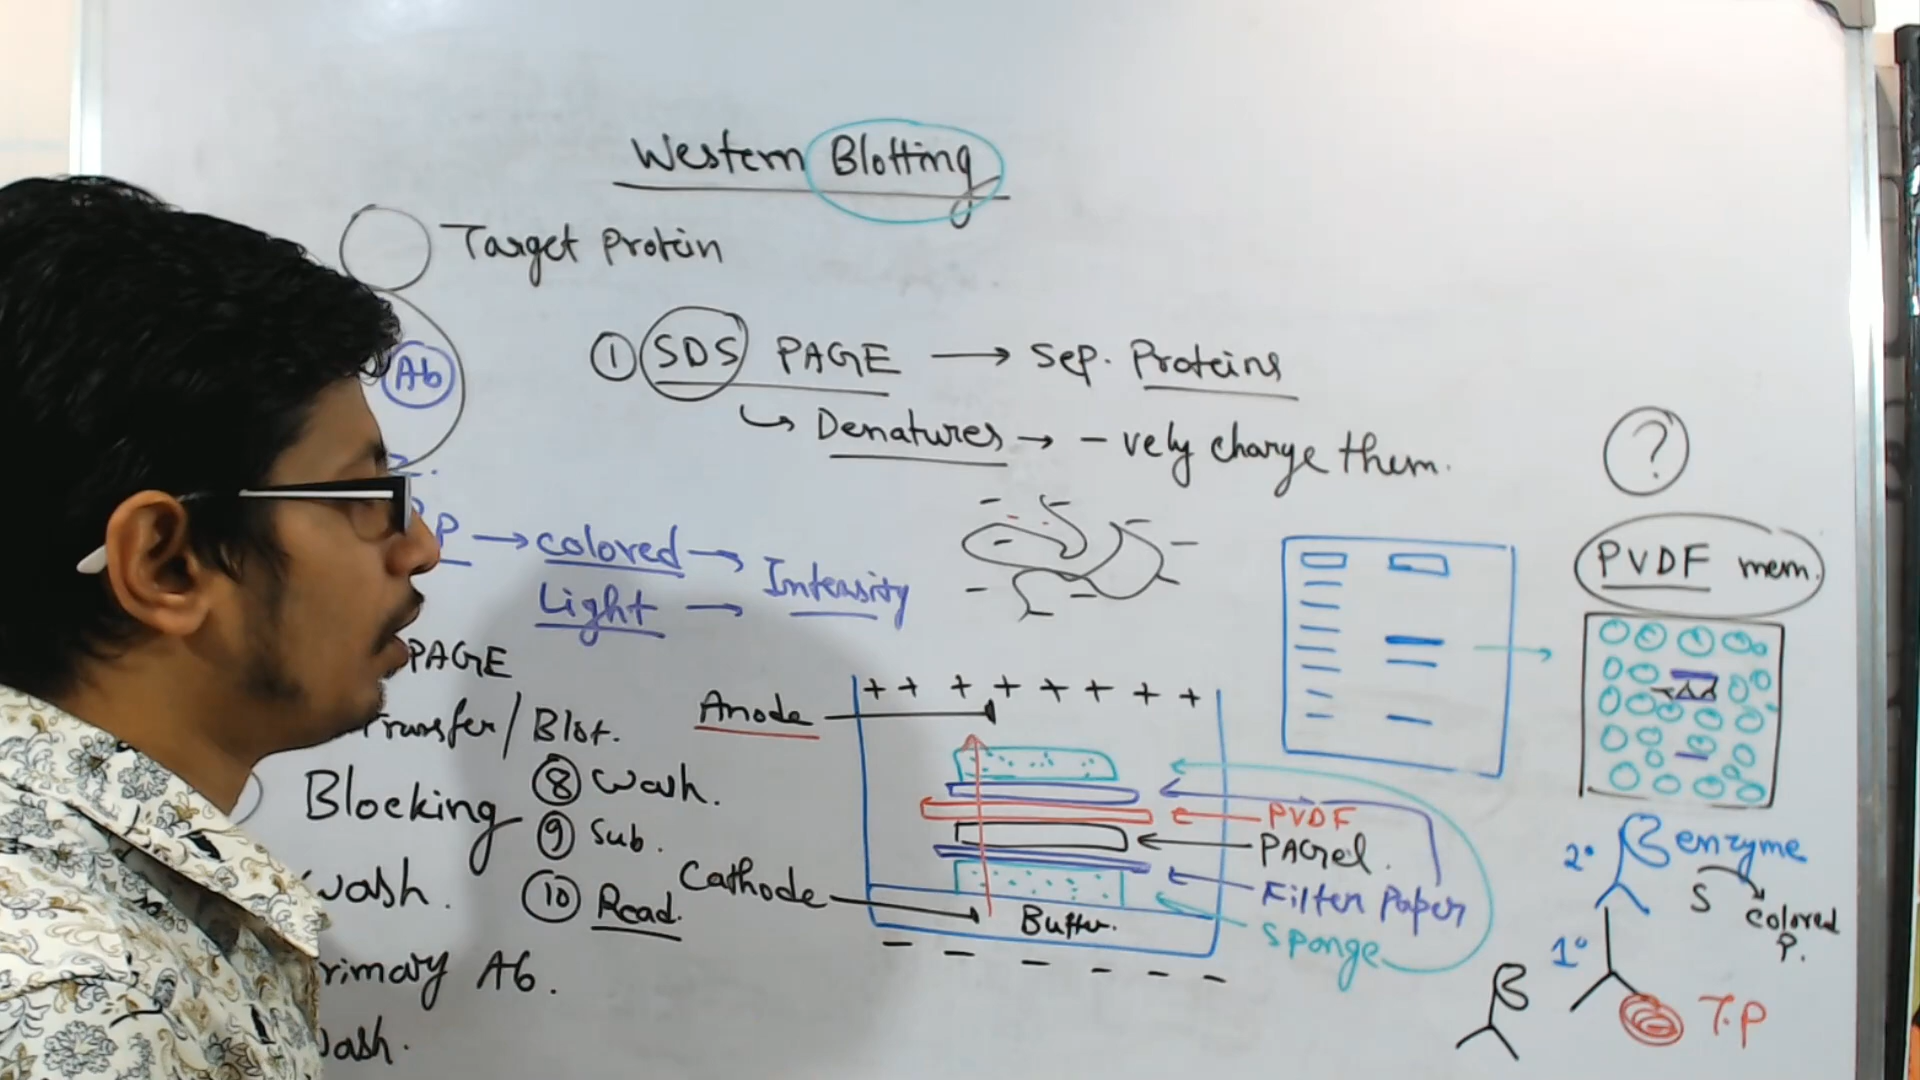 Western Blotting
Target Protein
Ab
① SDS PAGE → Sep. Proteins
↳ Denatures → - vely charge them.
?
P → colored → Intensity
Light →
PVDF mem.
PAGE
Transfer/Blot.
Blocking
Wash.
Primary Ab.
Wash.
⑧ Wash.
⑨ Sub.
⑩ Read.
+ + + + + + + +
Anode
Cathode
Buffer.
PVDF
PAGel.
Filter Paper
Sponge
2° enzyme
S
colored
P.
1°
T.P